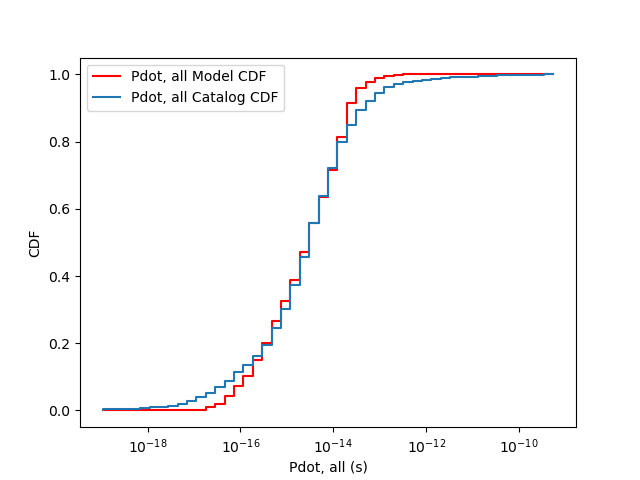 Pdot, all Model CDF
Pdot, all Catalog CDF
1.0
0.8
0.6
0.4
0.2
0.0
CDF
10⁻¹⁸
10⁻¹⁶
10⁻¹⁴
10⁻¹²
10⁻¹⁰
Pdot, all (s)